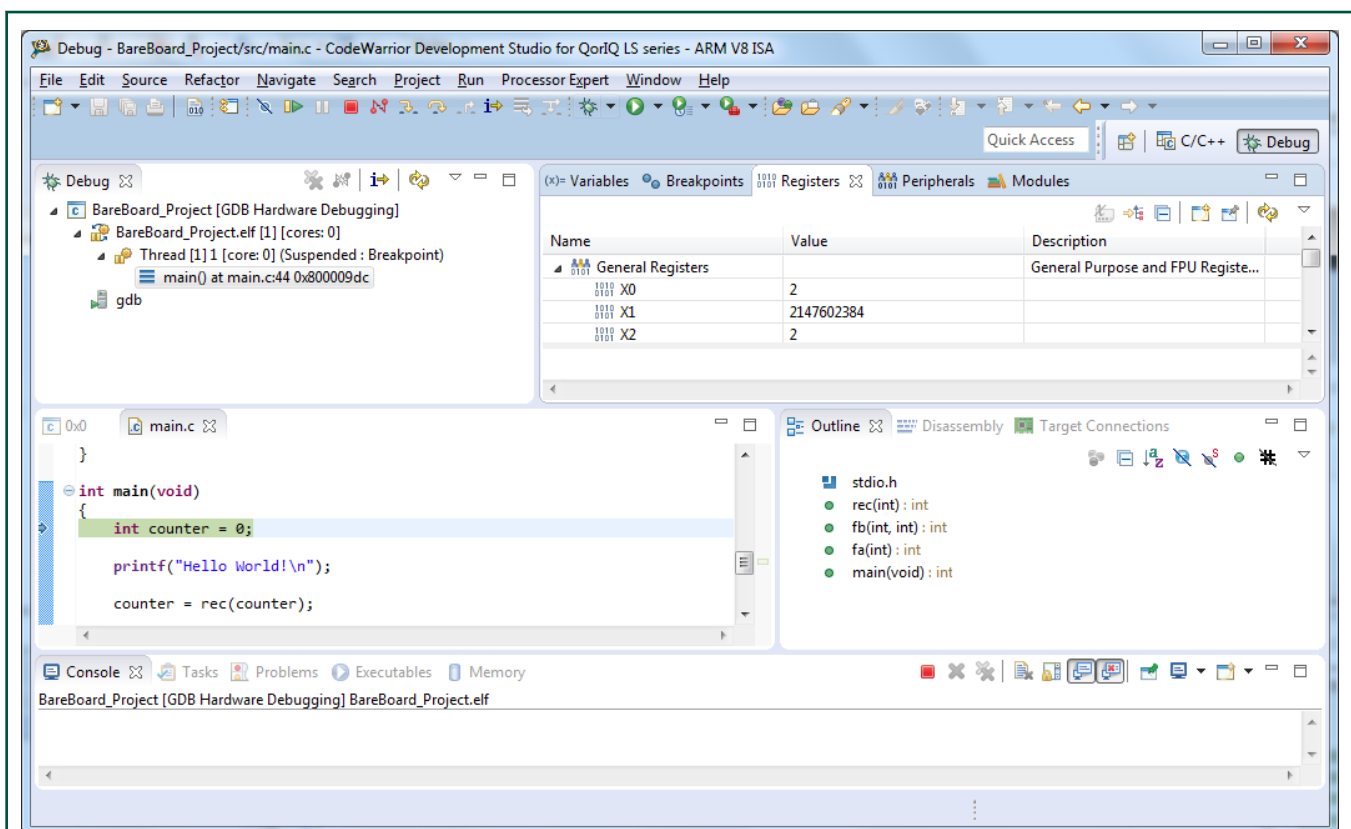 Debug - BareBoard_Project/src/main.c - CodeWarrior Development Studio for QorIQ LS series - ARM V8 ISA
File Edit Source Refactor Navigate Search Project Run Processor Expert Window Help
Quick Access C/C++ Debug
Debug
BareBoard_Project [GDB Hardware Debugging]
BareBoard_Project.elf [1] [cores: 0]
Thread [1] 1 [core: 0] (Suspended : Breakpoint)
main() at main.c:44 0x800009dc
gdb
(x)= Variables Breakpoints Registers Peripherals Modules
Name Value Description
General Registers General Purpose and FPU Registe...
X0 2
X1 2147602384
X2 2
0x0 main.c
}
int main(void)
{
int counter = 0;
printf("Hello World!\n");
counter = rec(counter);
Outline Disassembly Target Connections
stdio.h
rec(int) : int
fb(int, int) : int
fa(int) : int
main(void) : int
Console Tasks Problems Executables Memory
BareBoard_Project [GDB Hardware Debugging] BareBoard_Project.elf